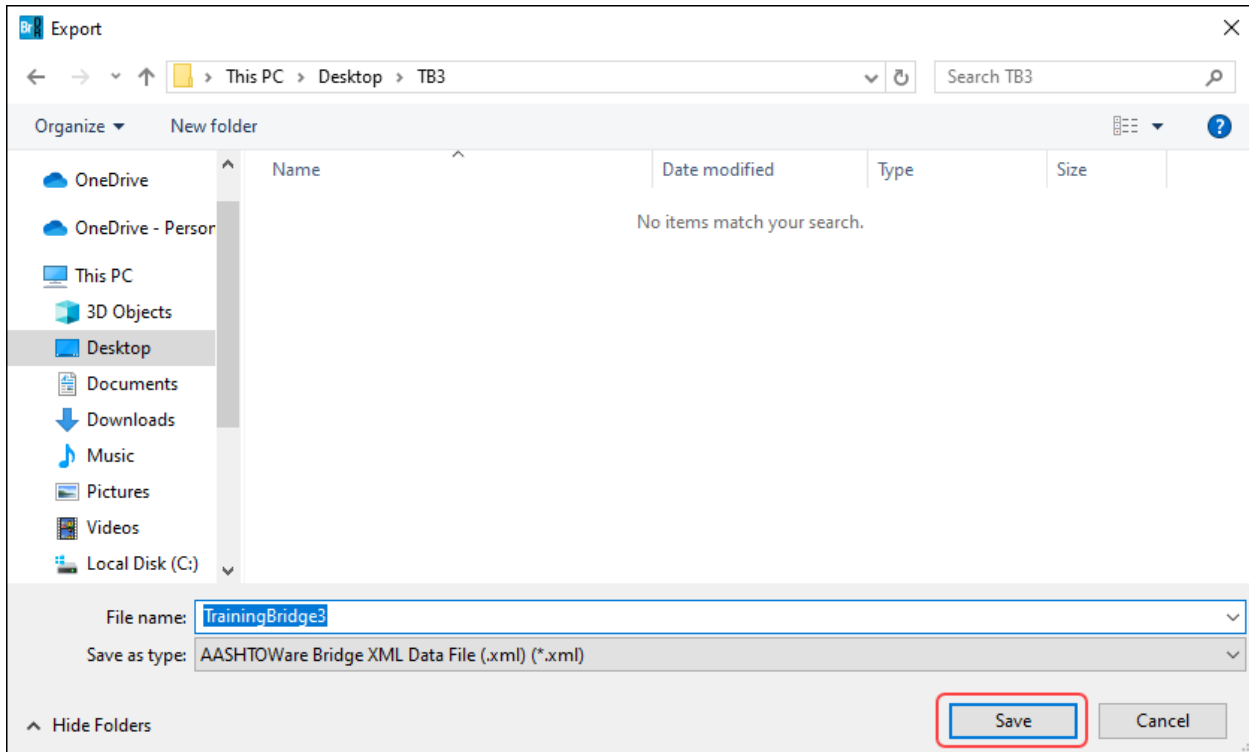 Br Export
This PC > Desktop > TB3
Search TB3
Organize
New folder
Name
Date modified
Type
Size
No items match your search.
OneDrive
OneDrive - Person
This PC
3D Objects
Desktop
Documents
Downloads
Music
Pictures
Videos
Local Disk (C:)
File name: TrainingBridge3
Save as type: AASHTOWare Bridge XML Data File (.xml) (*.xml)
Hide Folders
Save
Cancel